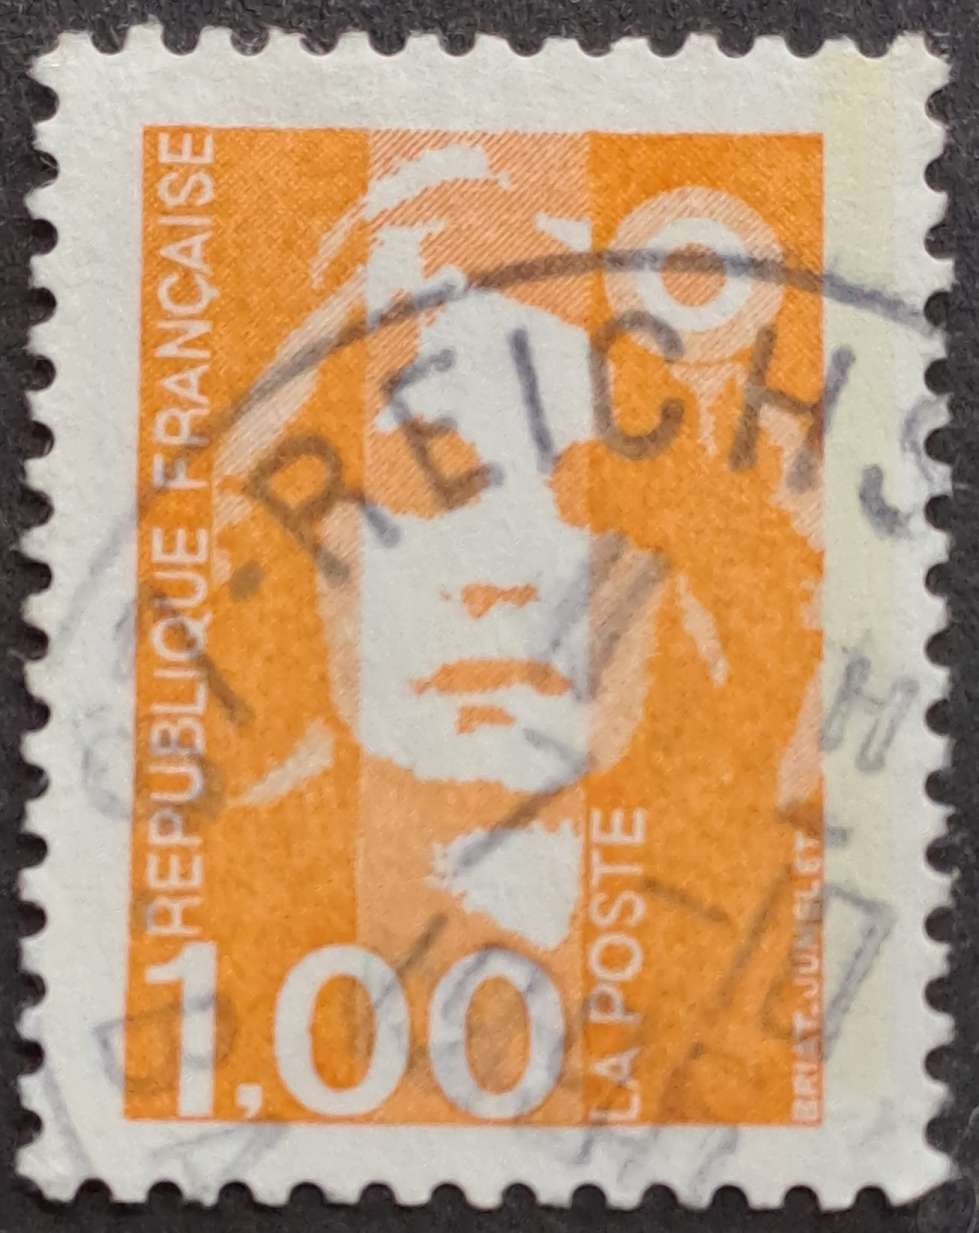 REPUBLIQUE FRANÇAISE
1,00
LA POSTE
BRIAT.JUMELET
REICHS